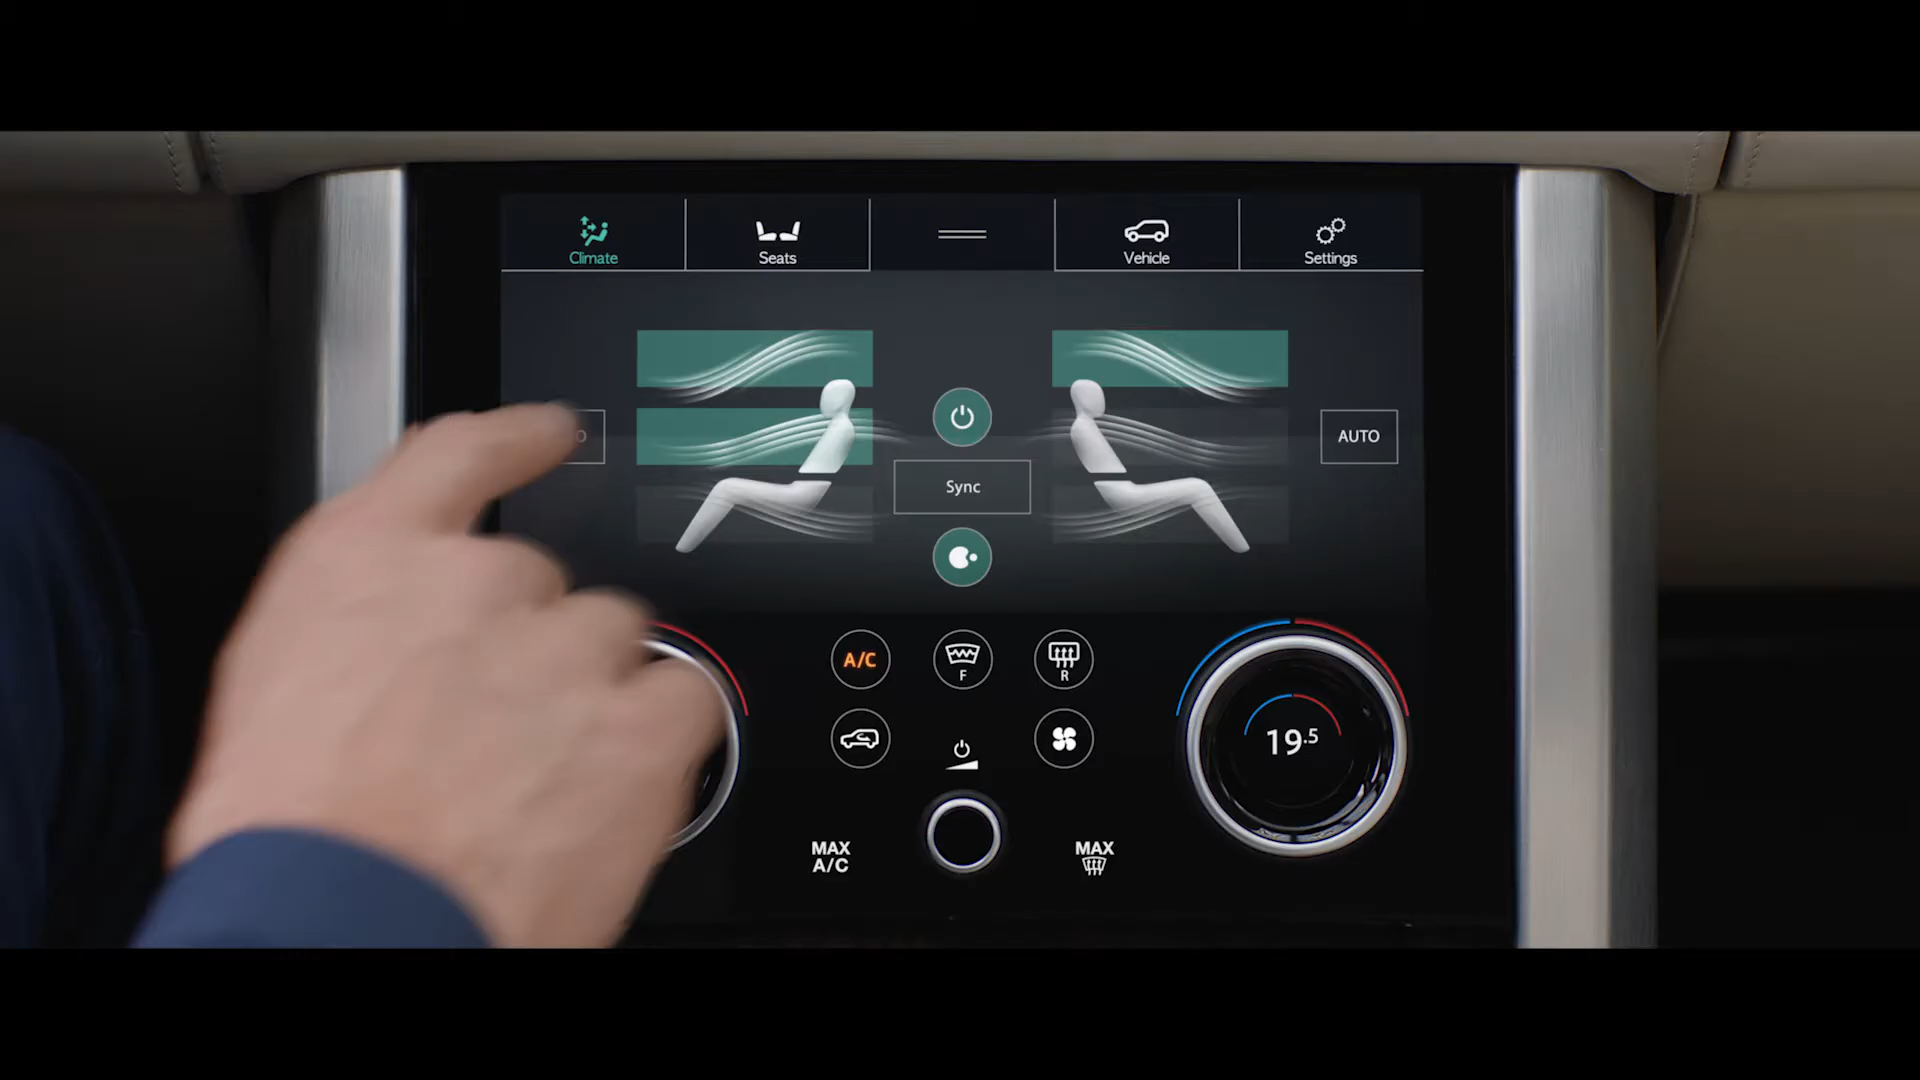 Climate
Seats
Vehicle
Settings
AUTO
Sync
A/C
F
R
19.5
MAX
A/C
MAX